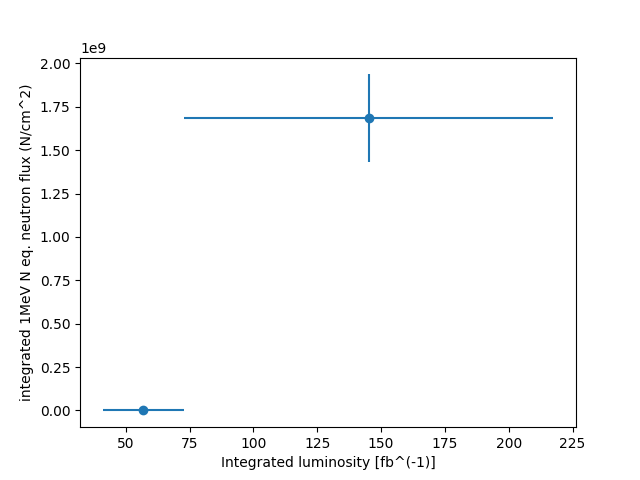 1e9
2.00
1.75
1.50
1.25
1.00
0.75
0.50
0.25
0.00
integrated 1MeV N eq. neutron flux (N/cm^2)
50 75 100 125 150 175 200 225
Integrated luminosity [fb^(-1)]